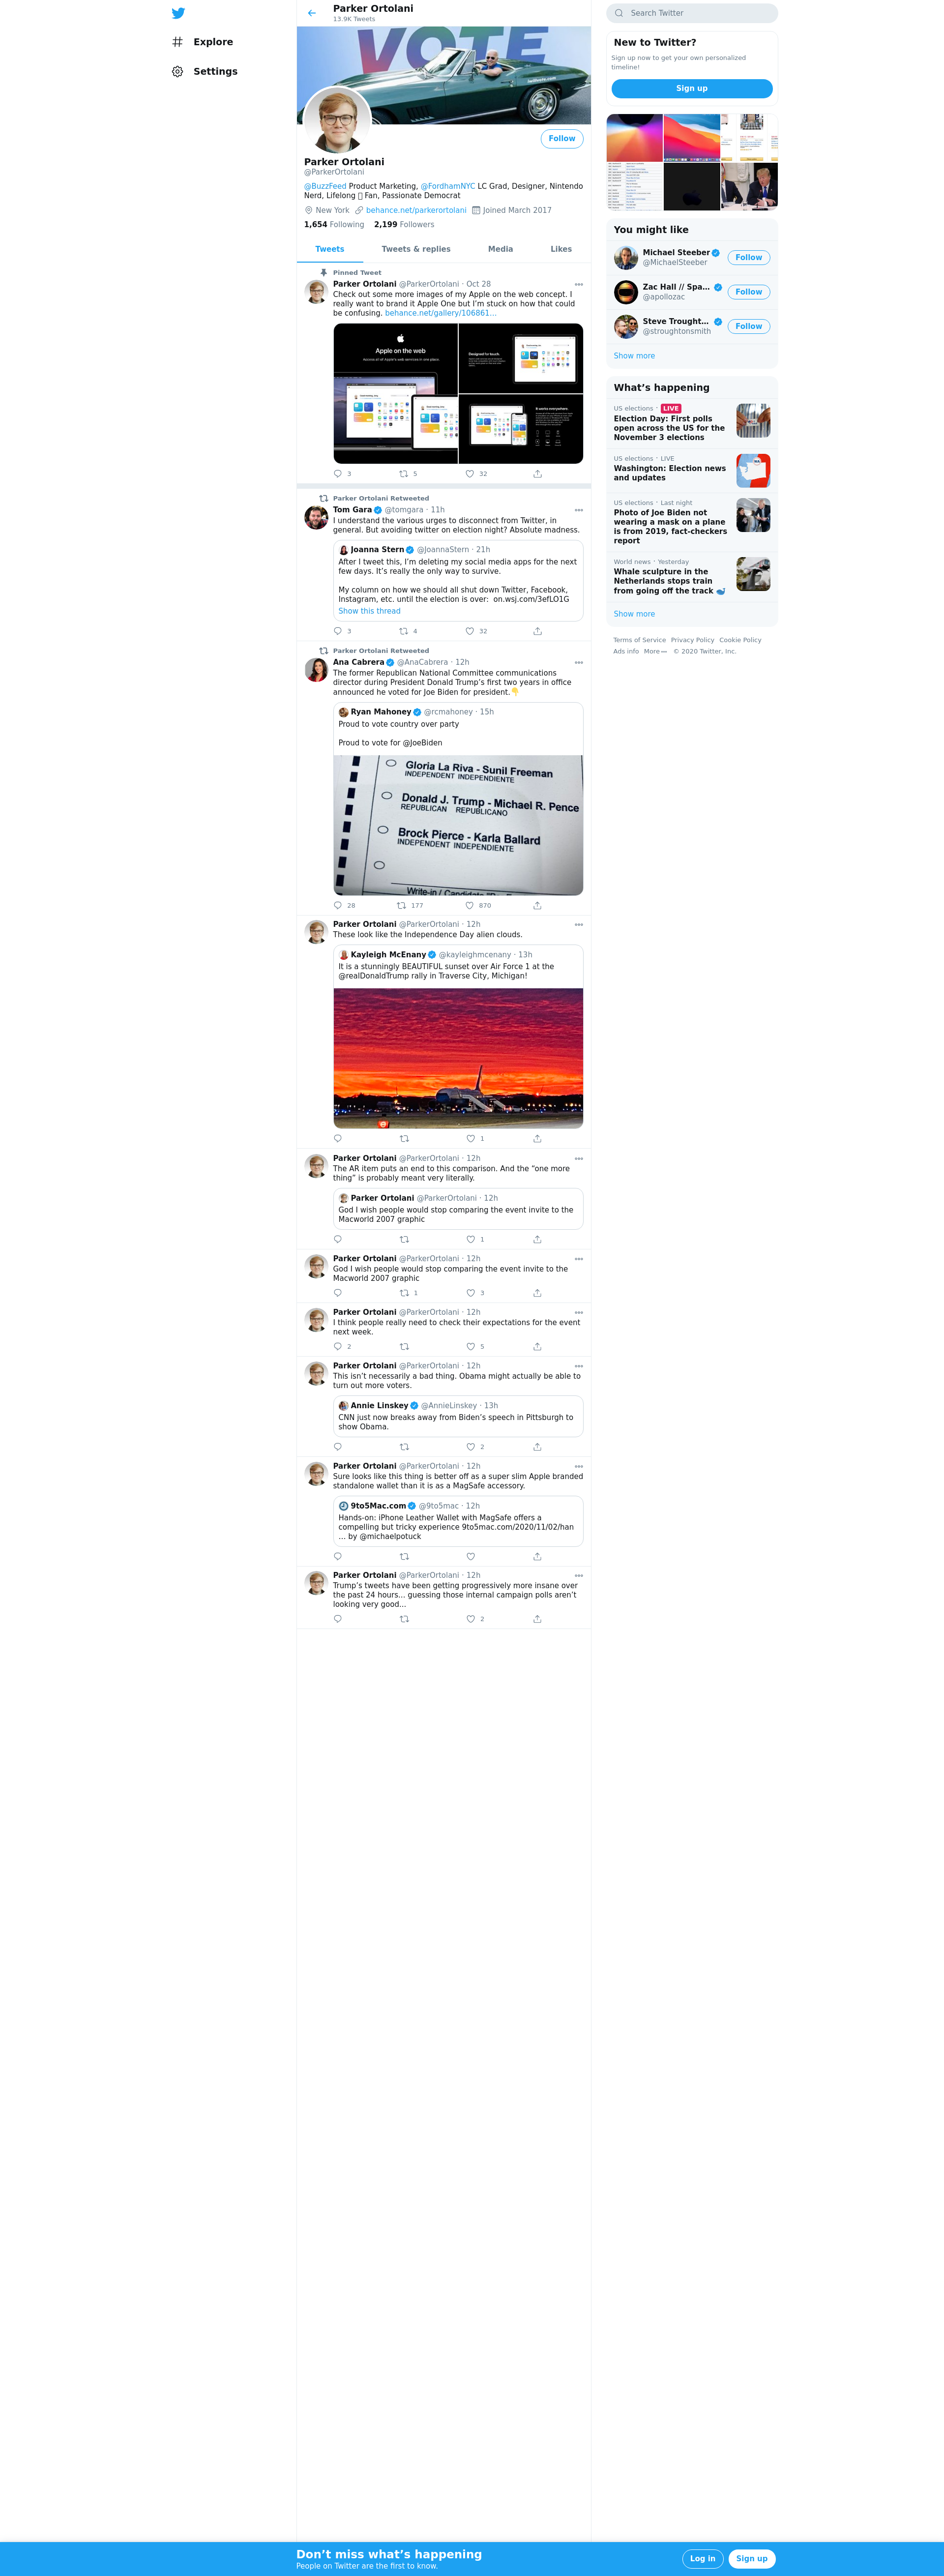 Explore
Settings
Parker Ortolani
13.9K Tweets
VOTE
Follow
Parker Ortolani
@ParkerOrtolani
@BuzzFeed Product Marketing, @FordhamNYC LC Grad, Designer, Nintendo
Nerd, Lifelong Fan, Passionate Democrat
New York behance.net/parkerortolani Joined March 2017
1,654 Following 2,199 Followers
Tweets Tweets & replies Media Likes
Pinned Tweet
Parker Ortolani @ParkerOrtolani · Oct 28
Check out some more images of my Apple on the web concept. I
really want to brand it Apple One but I’m stuck on how that could
be confusing. behance.net/gallery/106861…
Apple on the web
Access all of Apple's web services in one place.
Designed for touch.
It works everywhere.
3 5 32
Parker Ortolani Retweeted
Tom Gara @tomgara · 11h
I understand the various urges to disconnect from Twitter, in
general. But avoiding twitter on election night? Absolute madness.
Joanna Stern @JoannaStern · 21h
After I tweet this, I’m deleting my social media apps for the next
few days. It’s really the only way to survive.
My column on how we should all shut down Twitter, Facebook,
Instagram, etc. until the election is over: on.wsj.com/3efLO1G
Show this thread
3 4 32
Parker Ortolani Retweeted
Ana Cabrera @AnaCabrera · 12h
The former Republican National Committee communications
director during President Donald Trump’s first two years in office
announced he voted for Joe Biden for president.👇
Ryan Mahoney @rcmahoney · 15h
Proud to vote country over party
Proud to vote for @JoeBiden
Gloria La Riva - Sunil Freeman
INDEPENDENT INDEPENDIENTE
Donald J. Trump - Michael R. Pence
REPUBLICAN REPUBLICANO
Brock Pierce - Karla Ballard
INDEPENDENT INDEPENDIENTE
Write-in / Candidate
28 177 870
Parker Ortolani @ParkerOrtolani · 12h
These look like the Independence Day alien clouds.
Kayleigh McEnany @kayleighmcenany · 13h
It is a stunningly BEAUTIFUL sunset over Air Force 1 at the
@realDonaldTrump rally in Traverse City, Michigan!
1
Parker Ortolani @ParkerOrtolani · 12h
The AR item puts an end to this comparison. And the “one more
thing” is probably meant very literally.
Parker Ortolani @ParkerOrtolani · 12h
God I wish people would stop comparing the event invite to the
Macworld 2007 graphic
1
Parker Ortolani @ParkerOrtolani · 12h
God I wish people would stop comparing the event invite to the
Macworld 2007 graphic
1 3
Parker Ortolani @ParkerOrtolani · 12h
I think people really need to check their expectations for the event
next week.
2 5
Parker Ortolani @ParkerOrtolani · 12h
This isn’t necessarily a bad thing. Obama might actually be able to
turn out more voters.
Annie Linskey @AnnieLinskey · 13h
CNN just now breaks away from Biden’s speech in Pittsburgh to
show Obama.
2
Parker Ortolani @ParkerOrtolani · 12h
Sure looks like this thing is better off as a super slim Apple branded
standalone wallet than it is as a MagSafe accessory.
9to5Mac.com @9to5mac · 12h
Hands-on: iPhone Leather Wallet with MagSafe offers a
compelling but tricky experience 9to5mac.com/2020/11/02/han
… by @michaelpotuck
Parker Ortolani @ParkerOrtolani · 12h
Trump’s tweets have been getting progressively more insane over
the past 24 hours... guessing those internal campaign polls aren’t
looking very good...
2
Search Twitter
New to Twitter?
Sign up now to get your own personalized
timeline!
Sign up
You might like
Michael Steeber
@MichaelSteeber
Follow
Zac Hall // Spa…
@apollozac
Follow
Steve Trought…
@stroughtonsmith
Follow
Show more
What’s happening
US elections · LIVE
Election Day: First polls
open across the US for the
November 3 elections
US elections · LIVE
Washington: Election news
and updates
US elections · Last night
Photo of Joe Biden not
wearing a mask on a plane
is from 2019, fact-checkers
report
World news · Yesterday
Whale sculpture in the
Netherlands stops train
from going off the track 🐋
Show more
Terms of Service Privacy Policy Cookie Policy
Ads info More © 2020 Twitter, Inc.
Don’t miss what’s happening
People on Twitter are the first to know.
Log in Sign up